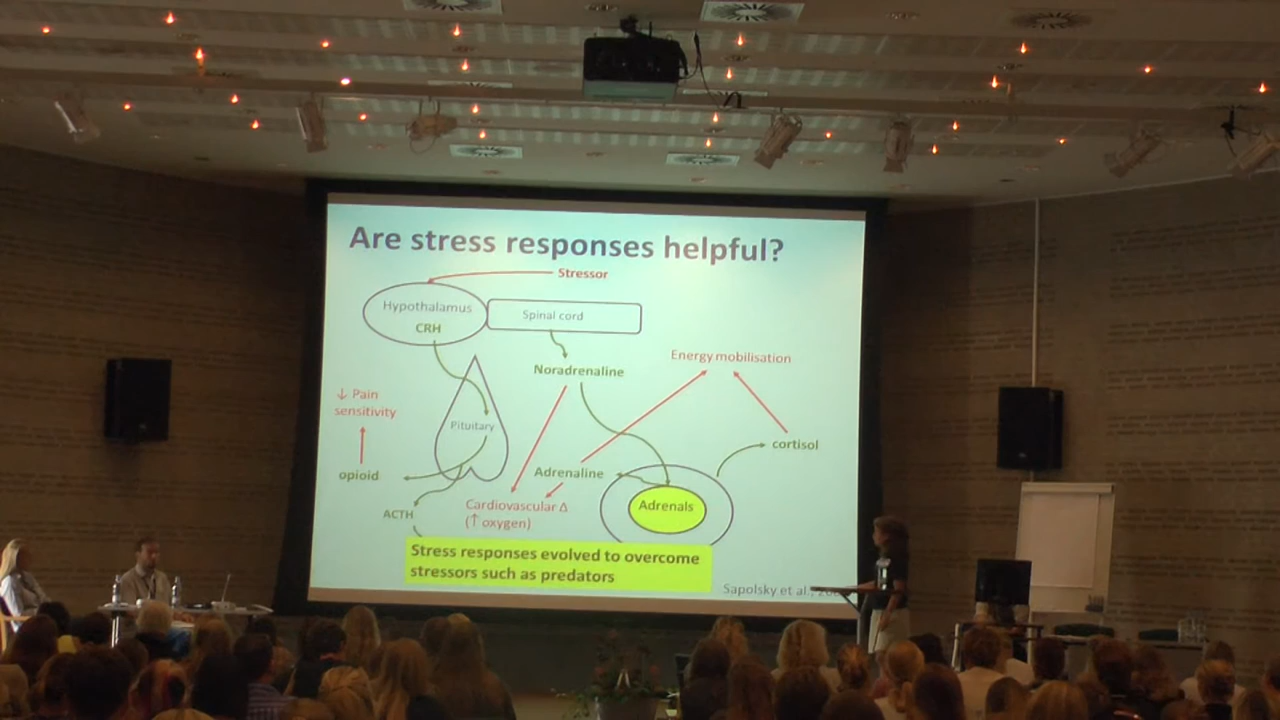 Are stress responses helpful?
Stressor
Hypothalamus
CRH
Spinal cord
Noradrenaline
Energy mobilisation
↓ Pain
sensitivity
Pituitary
cortisol
opioid
Adrenaline
Adrenals
ACTH
Cardiovascular Δ
(↑ oxygen)
Stress responses evolved to overcome
stressors such as predators
Sapolsky et al.,